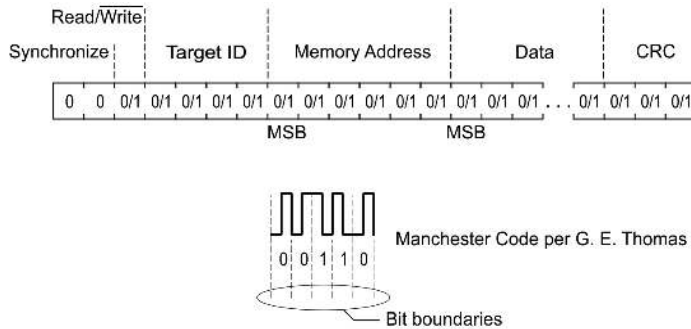 Read/Write
Synchronize Target ID Memory Address Data CRC
0 0 0/1 0/1 0/1 0/1 0/1 0/1 0/1 0/1 0/1 0/1 0/1 0/1 0/1 0/1 ... 0/1 0/1 0/1 0/1
MSB MSB
Manchester Code per G. E. Thomas
0 0 1 1 0
Bit boundaries